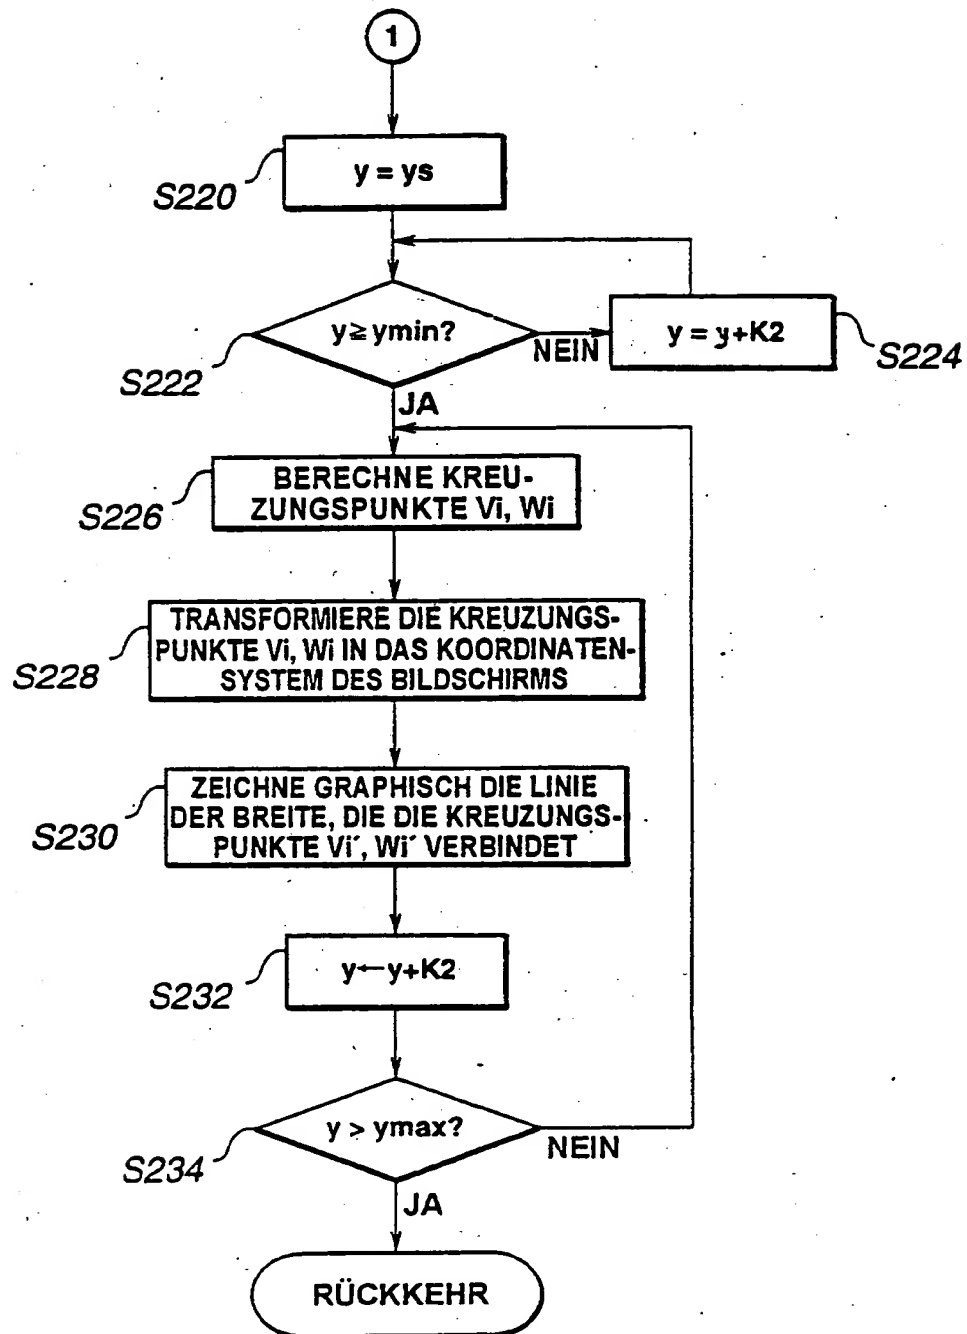 1
y = ys
S220
y≧ymin?
NEIN
y = y+K2
S224
S222
JA
BERECHNE KREU-
ZUNGSPUNKTE Vi, Wi
S226
TRANSFORMIERE DIE KREUZUNGS-
PUNKTE Vi, Wi IN DAS KOORDINATEN-
SYSTEM DES BILDSCHIRMS
S228
ZEICHNE GRAPHISCH DIE LINIE
DER BREITE, DIE DIE KREUZUNGS-
PUNKTE Vi´, Wi´ VERBINDET
S230
y←y+K2
S232
y > ymax?
NEIN
S234
JA
RÜCKKEHR